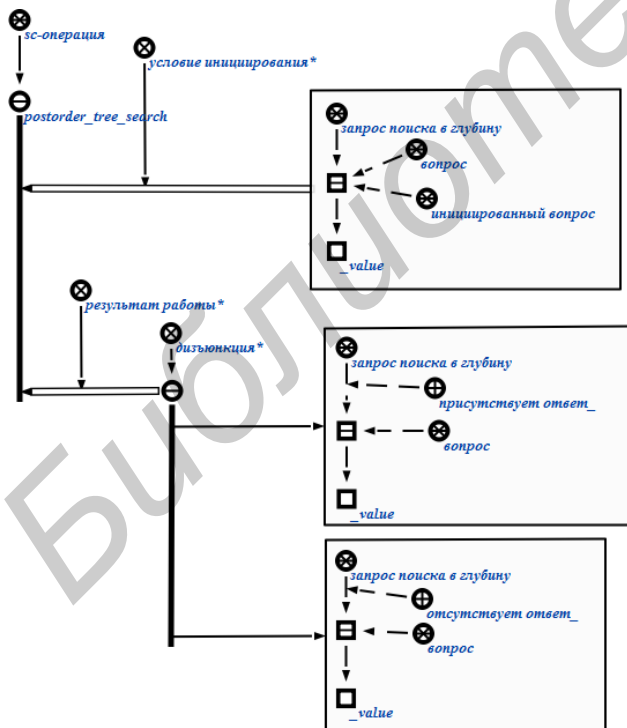 sc-операция
условие инициирования*
postorder_tree_search
запрос поиска в глубину
вопрос
инициированный вопрос
_value
результат работы*
дизъюнкция*
запрос поиска в глубину
присутствует ответ_
вопрос
_value
запрос поиска в глубину
отсутствует ответ_
вопрос
_value
Библиоте